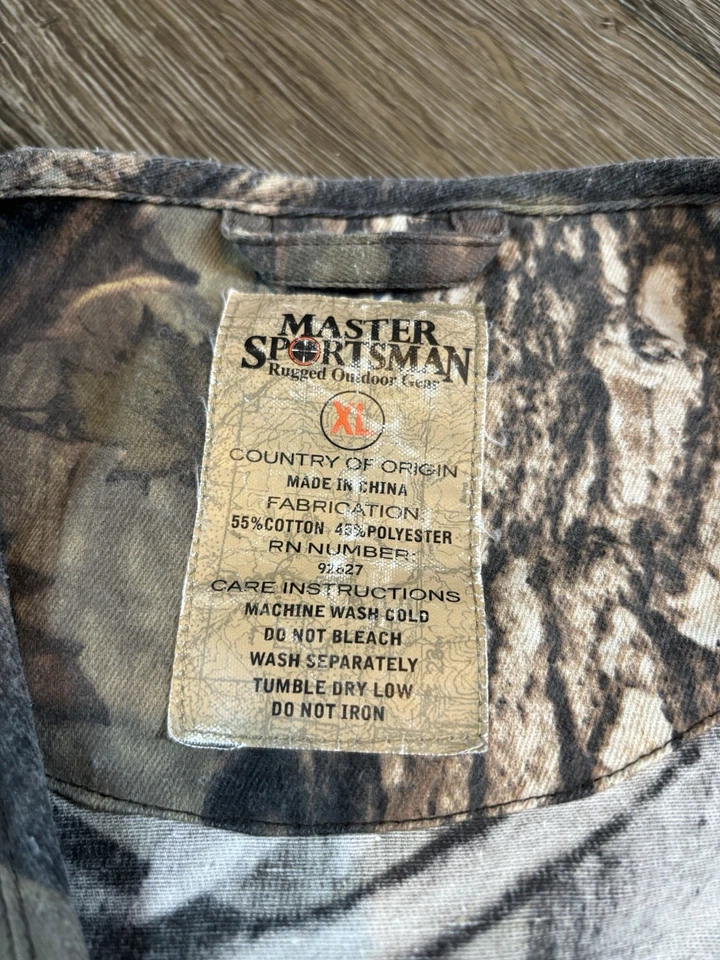 MASTER
SPORTSMAN
Rugged Outdoor Gear
XL
COUNTRY OF ORIGIN
MADE IN CHINA
FABRICATION:
55%COTTON 45%POLYESTER
RN NUMBER:
92627
CARE INSTRUCTIONS
MACHINE WASH COLD
DO NOT BLEACH
WASH SEPARATELY
TUMBLE DRY LOW
DO NOT IRON